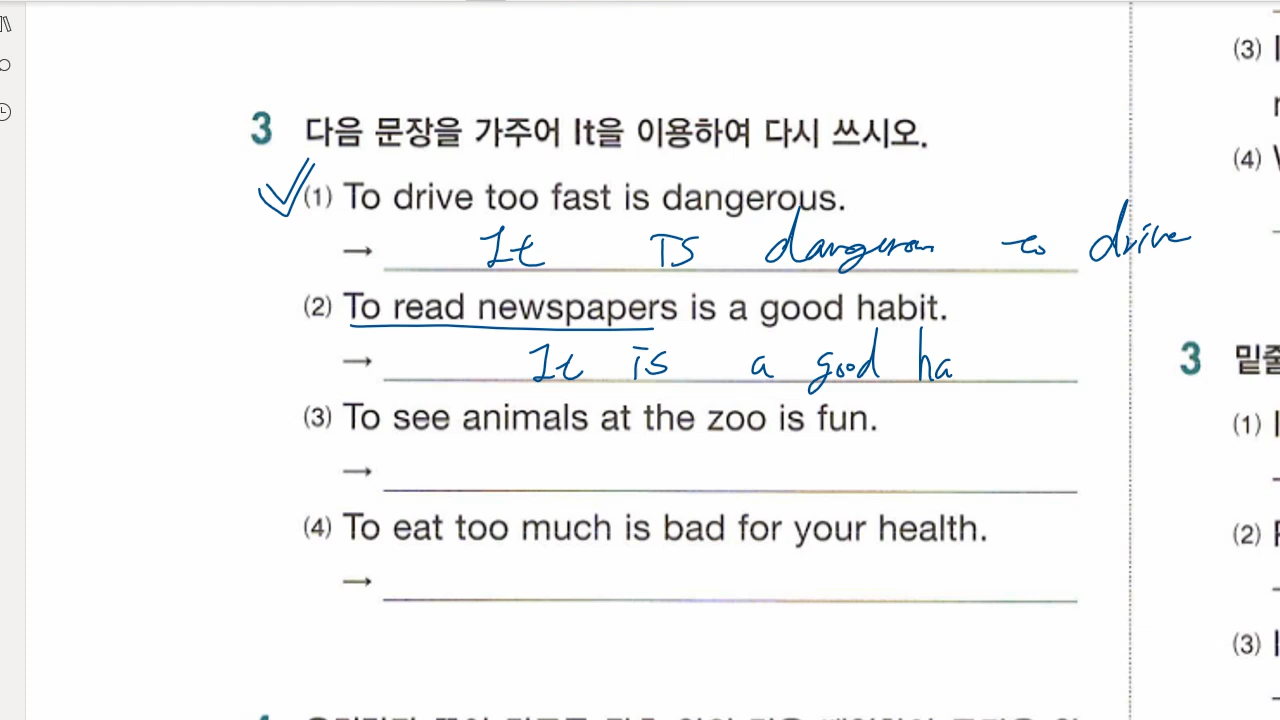 3 다음 문장을 가주어 It을 이용하여 다시 쓰시오.
(1) To drive too fast is dangerous.
→ It is dangerous to drive
(2) To read newspapers is a good habit.
→ It is a good ha
(3) To see animals at the zoo is fun.
→
(4) To eat too much is bad for your health.
→
(3) I
(4)
3 밑줄
(1) I
(2)
(3) I